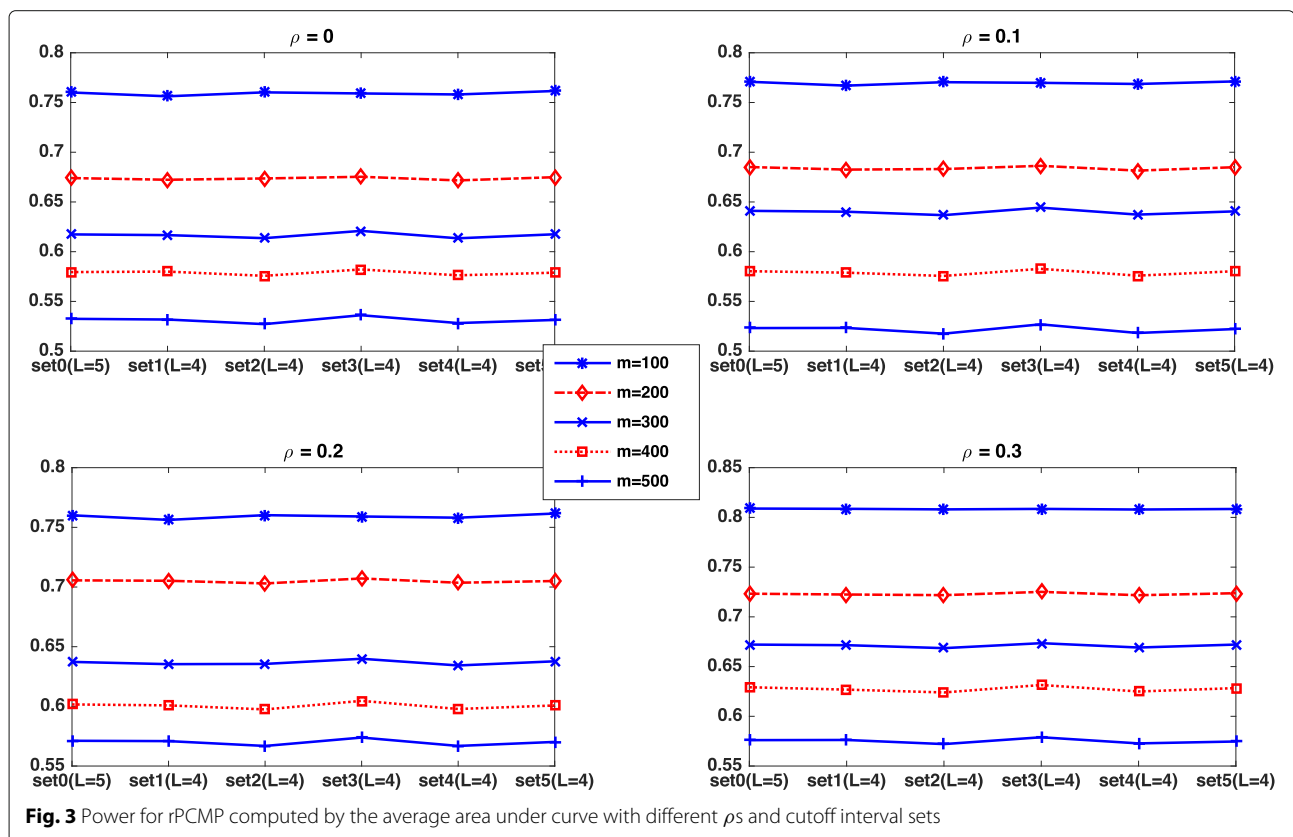 ρ = 0
0.8
0.75
0.7
0.65
0.6
0.55
0.5
set0(L=5) set1(L=4) set2(L=4) set3(L=4) set4(L=4) set5
ρ = 0.1
0.8
0.75
0.7
0.65
0.6
0.55
0.5
set0(L=5) set1(L=4) set2(L=4) set3(L=4) set4(L=4) set5(L=4)
m=100
m=200
m=300
m=400
m=500
ρ = 0.2
0.8
0.75
0.7
0.65
0.6
0.55
set0(L=5) set1(L=4) set2(L=4) set3(L=4) set4(L=4) set5(L=4)
ρ = 0.3
0.85
0.8
0.75
0.7
0.65
0.6
0.55
set0(L=5) set1(L=4) set2(L=4) set3(L=4) set4(L=4) set5(L=4)
Fig. 3 Power for rPCMP computed by the average area under curve with different ρs and cutoff interval sets